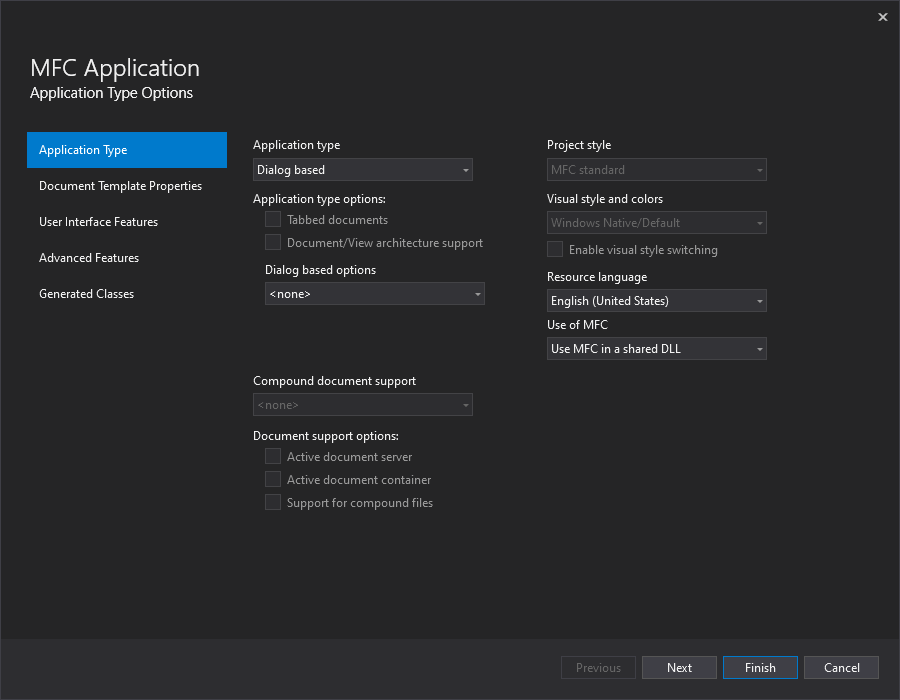 MFC Application
Application Type Options
Application Type
Document Template Properties
User Interface Features
Advanced Features
Generated Classes
Application type
Dialog based
Application type options:
Tabbed documents
Document/View architecture support
Dialog based options
<none>
Compound document support
<none>
Document support options:
Active document server
Active document container
Support for compound files
Project style
MFC standard
Visual style and colors
Windows Native/Default
Enable visual style switching
Resource language
English (United States)
Use of MFC
Use MFC in a shared DLL
Previous
Next
Finish
Cancel